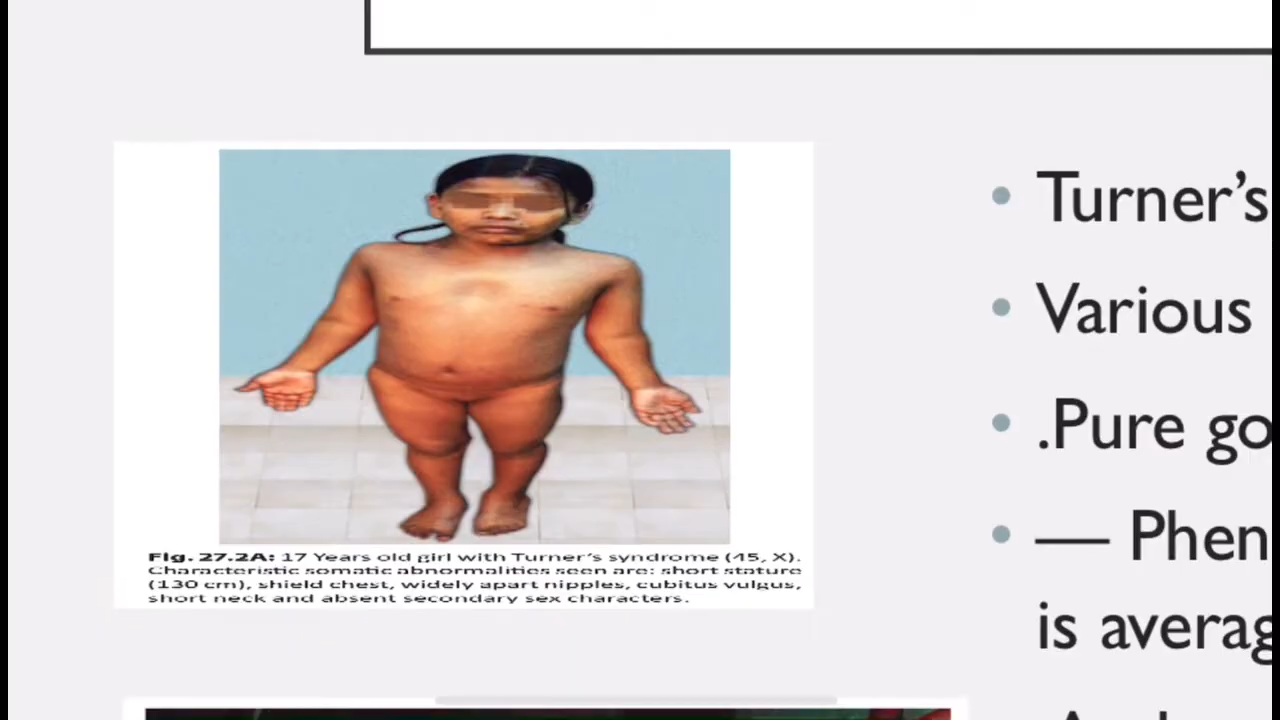 Turner's
Various
.Pure go
— Phen
is averag
Fig. 27.2A: 17 Years old girl with Turner's syndrome (45, X).
Characteristic somatic abnormalities seen are: short stature
(130 cm), shield chest, widely apart nipples, cubitus vulgus,
short neck and absent secondary sex characters.